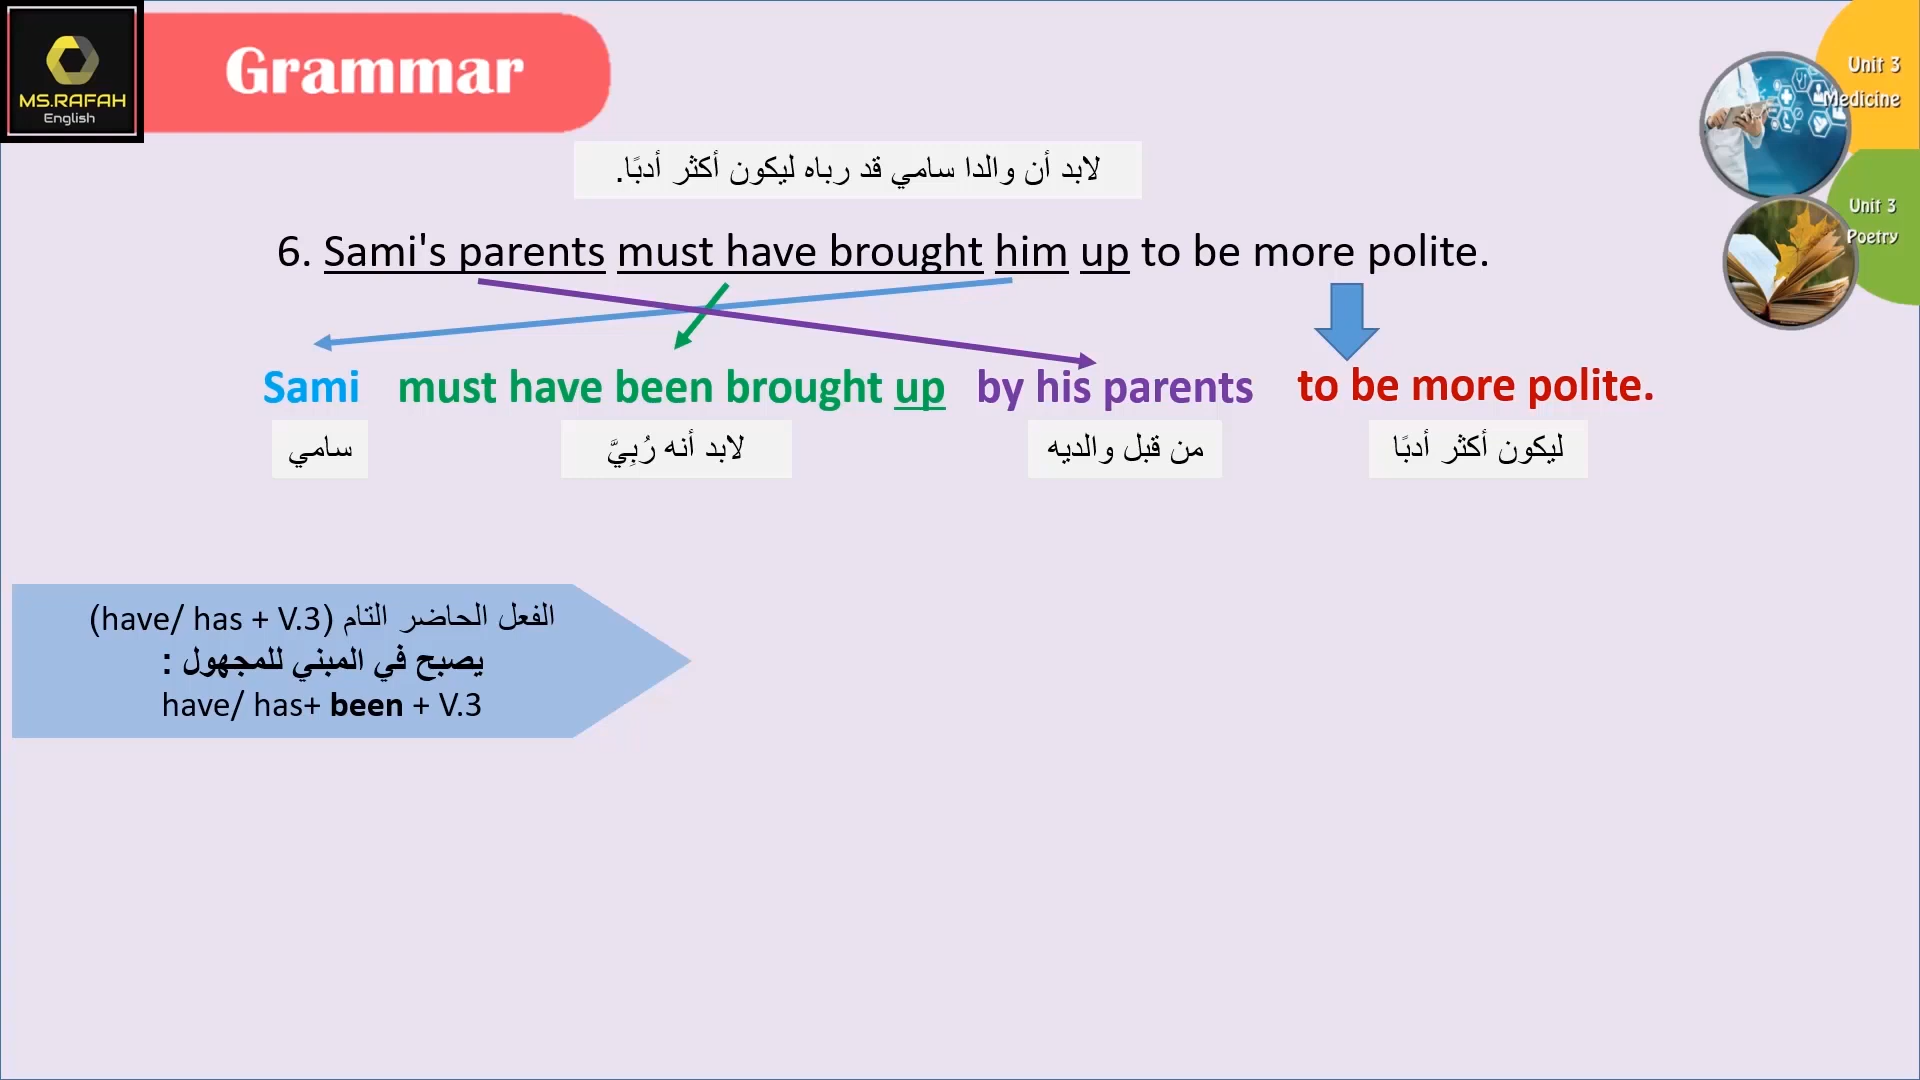 MS.RAFAH
English
Grammar
Unit 3
Medicine
Unit 3
Poetry
لابد أن والدا سامي قد رباه ليكون أكثر أدبًا.
6. Sami's parents must have brought him up to be more polite.
Sami must have been brought up by his parents to be more polite.
سامي
لابد أنه رُبِيَّ
من قبل والديه
ليكون أكثر أدبًا
الفعل الحاضر التام (have/ has + V.3)
يصبح في المبني للمجهول :
have/ has+ been + V.3